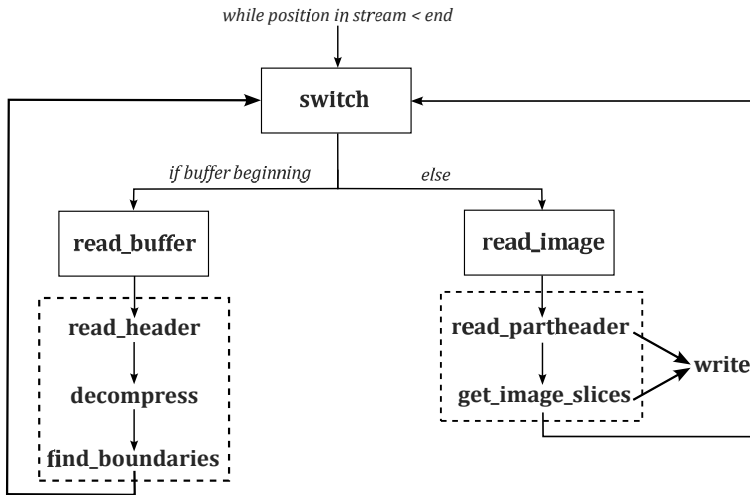 while position in stream < end
switch
if buffer beginning
else
read_buffer
read_image
read_header
read_partheader
decompress
write
get_image_slices
find_boundaries